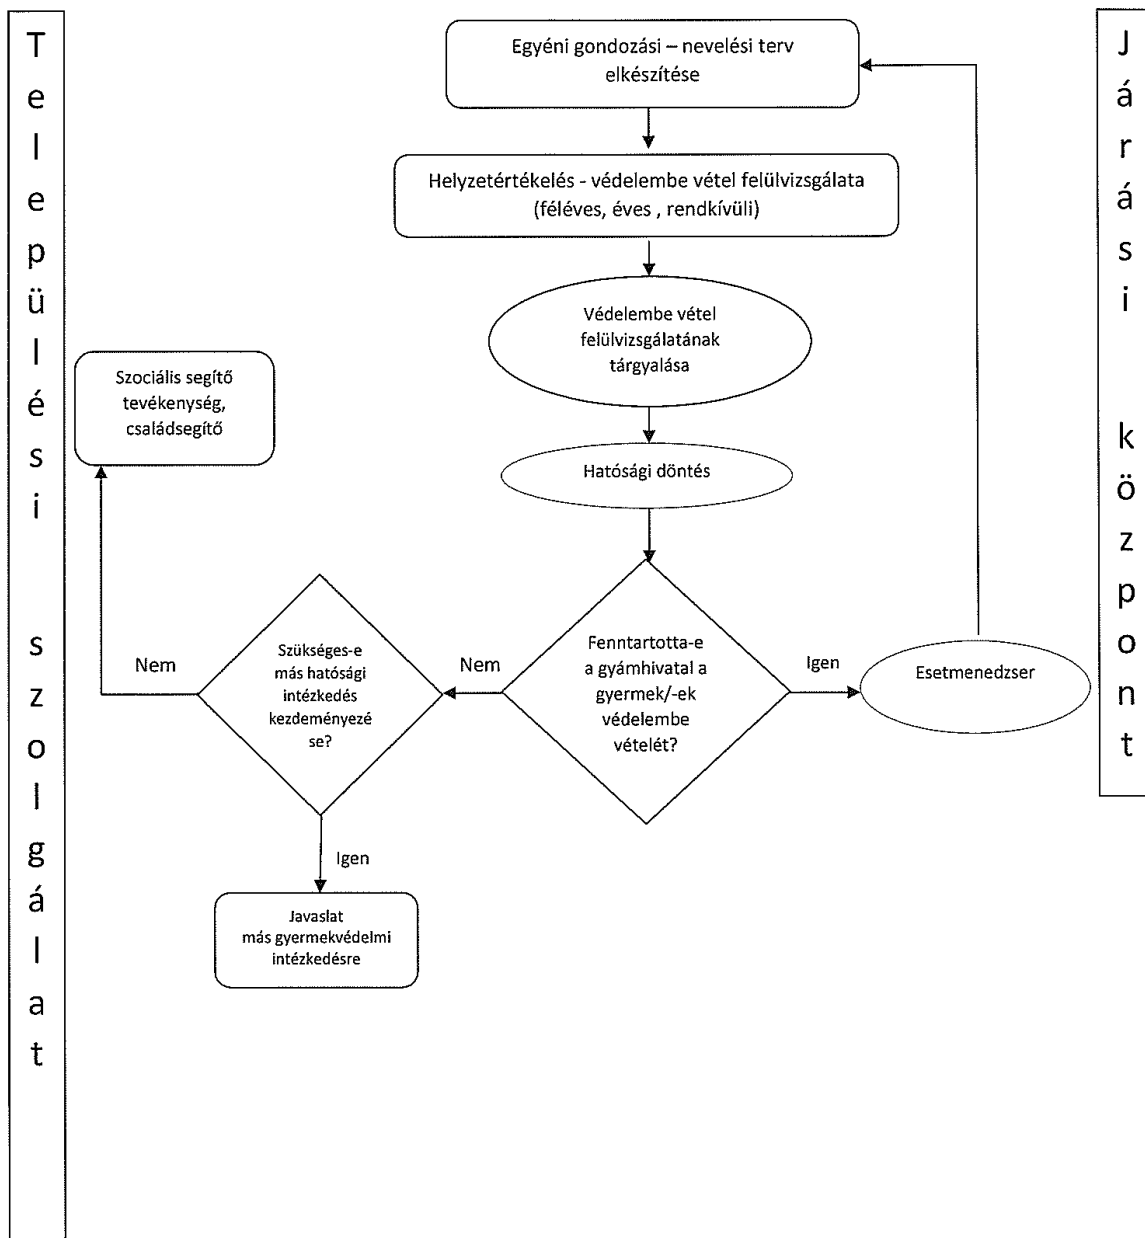 Települési szolgálat
Egyéni gondozási – nevelési terv
elkészítése
Helyzetértékelés - védelembe vétel felülvizsgálata
(féléves, éves , rendkívüli)
Védelembe vétel
felülvizsgálatának
tárgyalása
Szociális segítő
tevékenység,
családsegítő
Hatósági döntés
Fenntartotta-e
a gyámhivatal a
gyermek/-ek
védelembe
vételét?
Igen
Esetmenedzser
Nem
Szükséges-e
más hatósági
intézkedés
kezdeményezé
se?
Nem
Igen
Javaslat
más gyermekvédelmi
intézkedésre
Járási központ